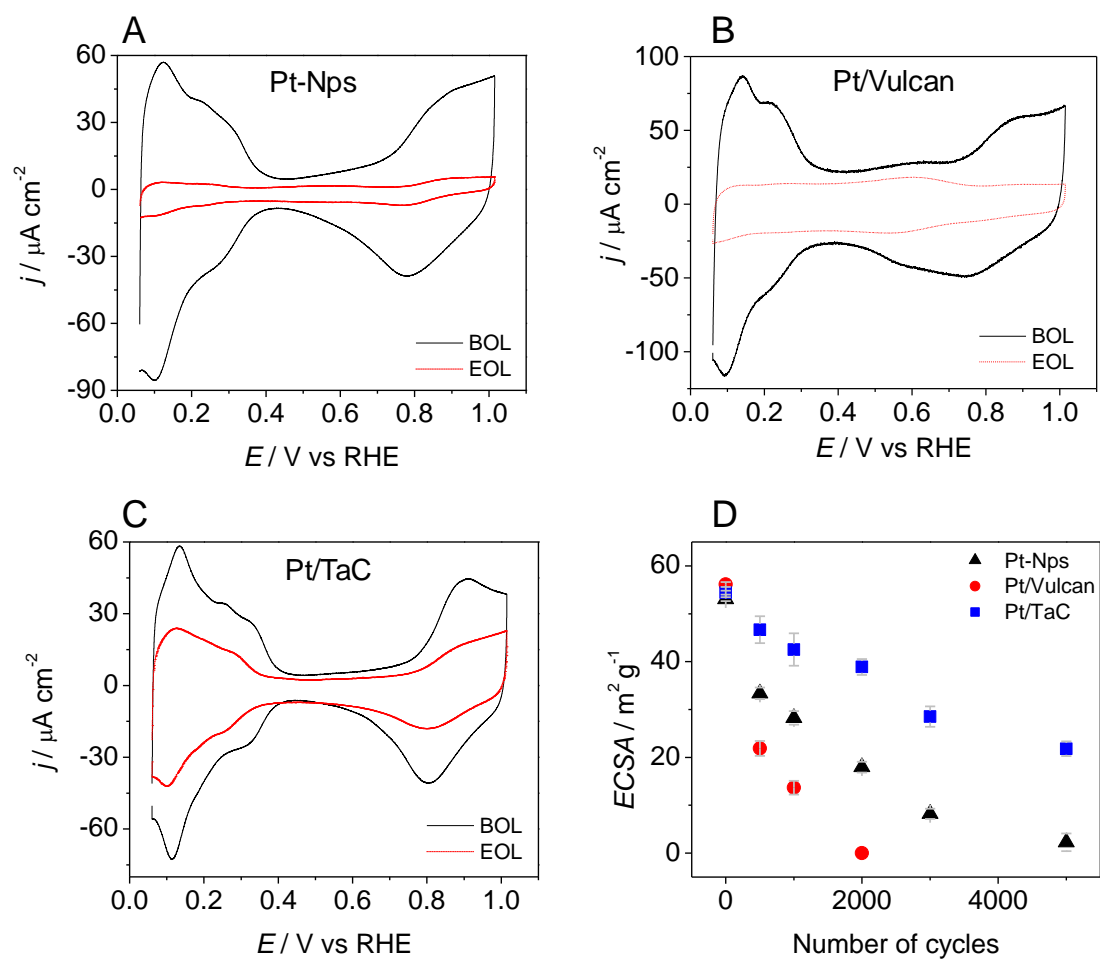 A
Pt-Nps
60
30
0
-30
-60
-90
j / μA cm-2
BOL
EOL
0.0 0.2 0.4 0.6 0.8 1.0
E / V vs RHE
B
Pt/Vulcan
100
50
0
-50
-100
j / μA cm-2
BOL
EOL
0.0 0.2 0.4 0.6 0.8 1.0
E / V vs RHE
C
Pt/TaC
60
30
0
-30
-60
j / μA cm-2
BOL
EOL
0.0 0.2 0.4 0.6 0.8 1.0
E / V vs RHE
D
Pt-Nps
Pt/Vulcan
Pt/TaC
60
40
20
0
ECSA / m2 g-1
0 2000 4000
Number of cycles